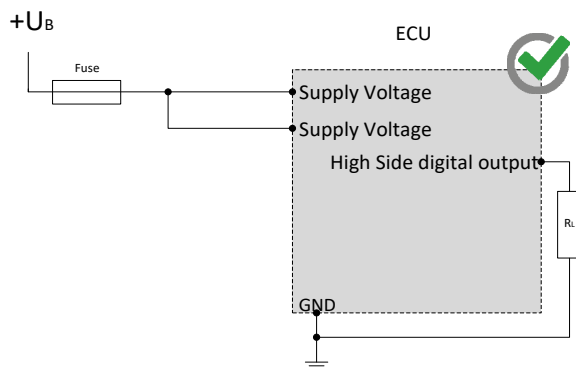 +UB
ECU
Fuse
Supply Voltage
Supply Voltage
High Side digital output
RL
GND